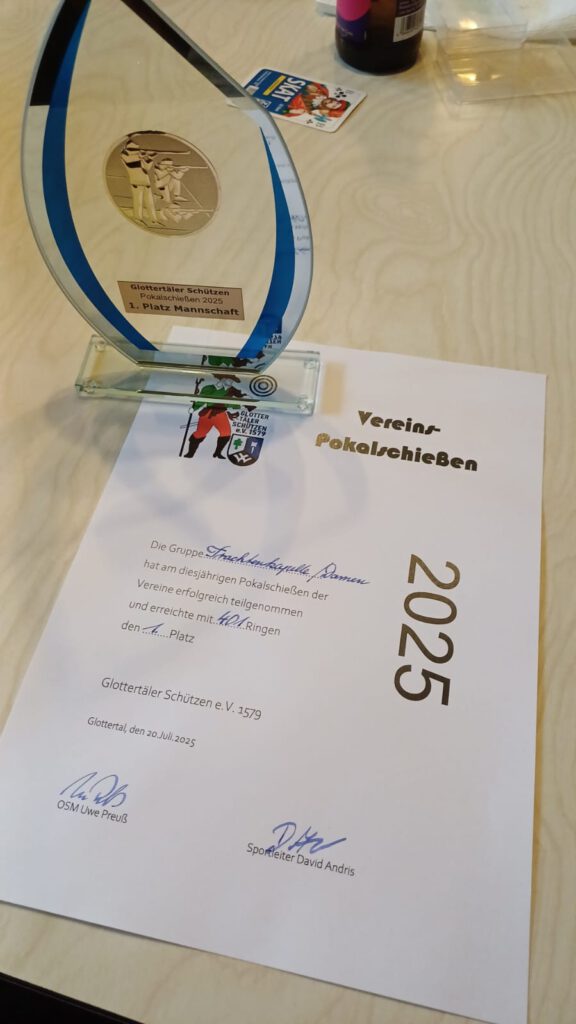 SKAT
Glottertäler Schützen
Pokalschießen 2025
1. Platz Mannschaft
GLOTTER
TÄLER
SCHÜTZEN
e.V. 1579
Vereins-
Pokalschießen
2025
Die Gruppe Trachtenkapelle Damen
hat am diesjährigen Pokalschießen der
Vereine erfolgreich teilgenommen
und erreichte mit 401 Ringen
den 1. Platz
Glottertäler Schützen e.V. 1579
Glottertal, den 20.Juli.2025
OSM Uwe Preuß
Sportleiter David Andris